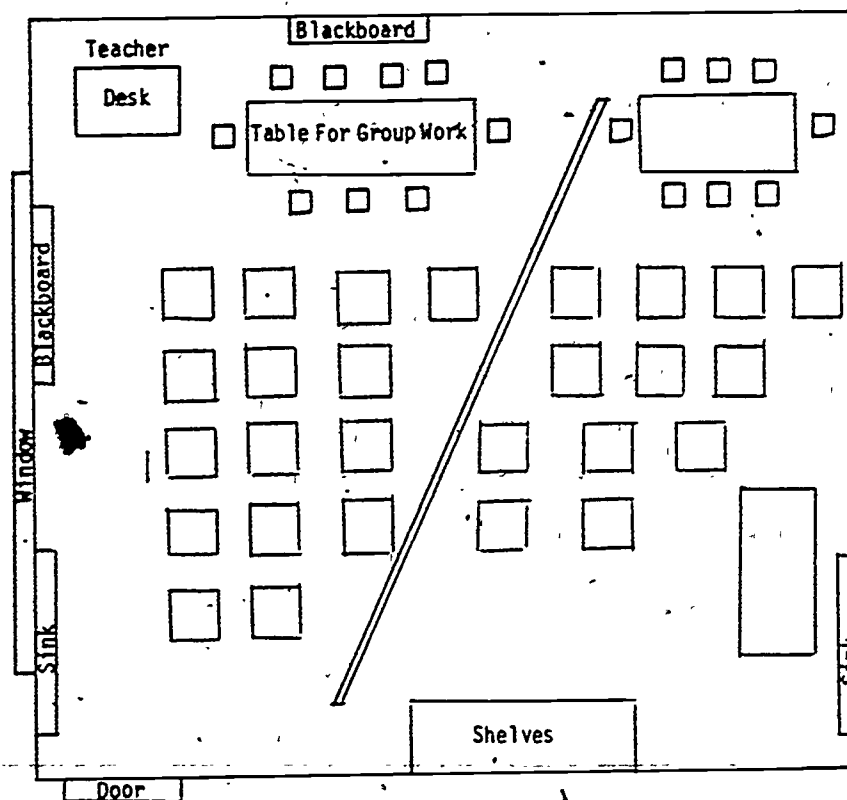 Blackboard
Teacher
Desk
Table For Group Work
Blackboard
Window
Sink
Shelves
Door